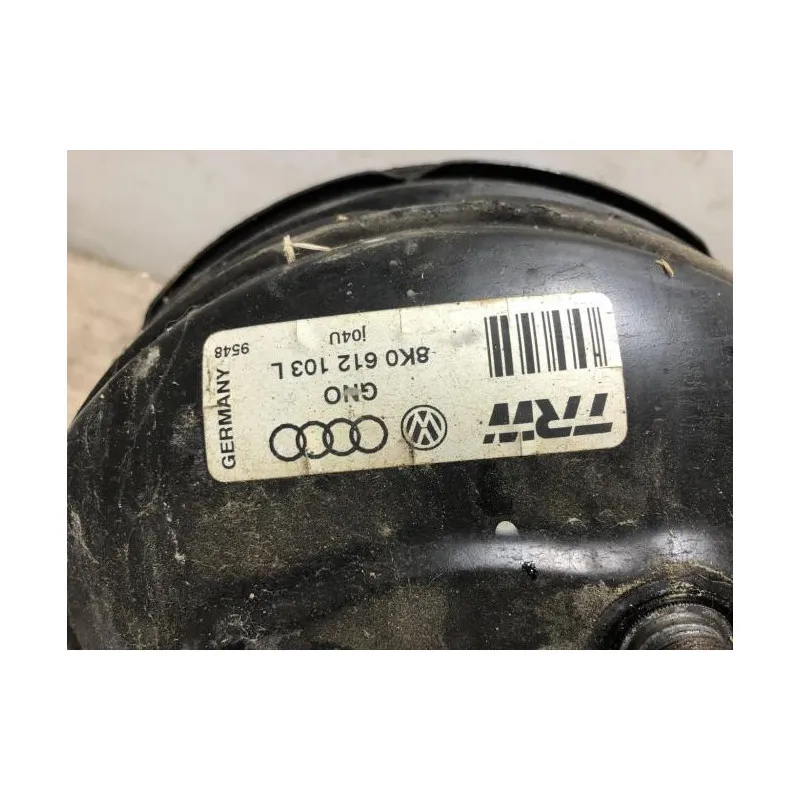 TRW
GNO
8K0 612 103 L
j04U
GERMANY
9548